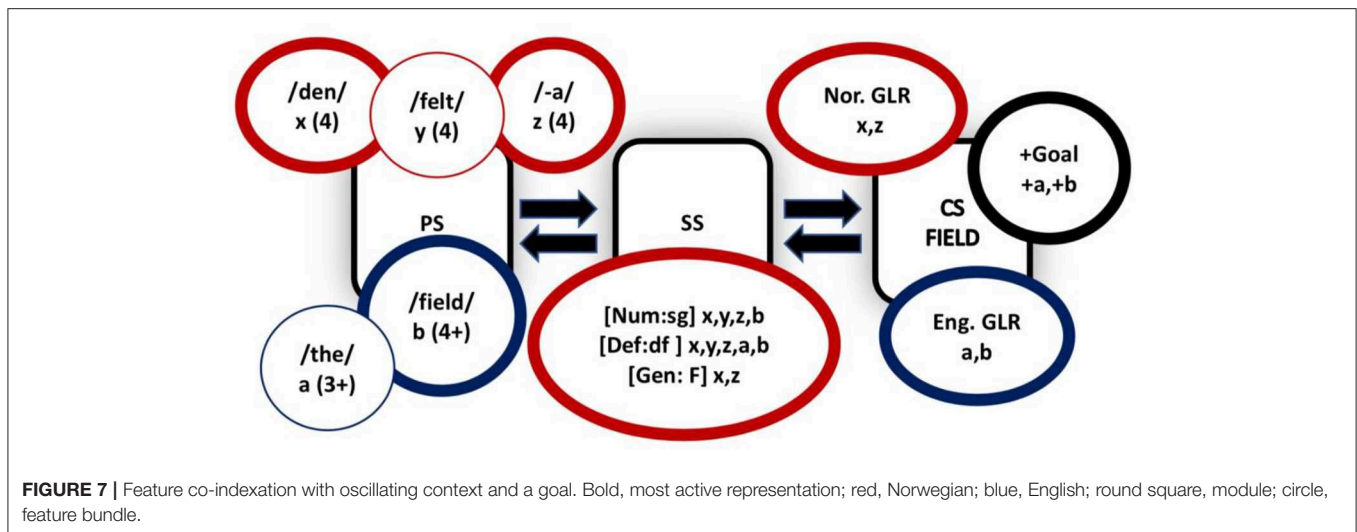 /den/
x (4)
/felt/
y (4)
/-a/
z (4)
PS
/field/
b (4+)
/the/
a (3+)
SS
[Num:sg] x,y,z,b
[Def:df ] x,y,z,a,b
[Gen: F] x,z
Nor. GLR
x,z
+Goal
+a,+b
CS
FIELD
Eng. GLR
a,b
FIGURE 7 | Feature co-indexation with oscillating context and a goal. Bold, most active representation; red, Norwegian; blue, English; round square, module; circle,
feature bundle.